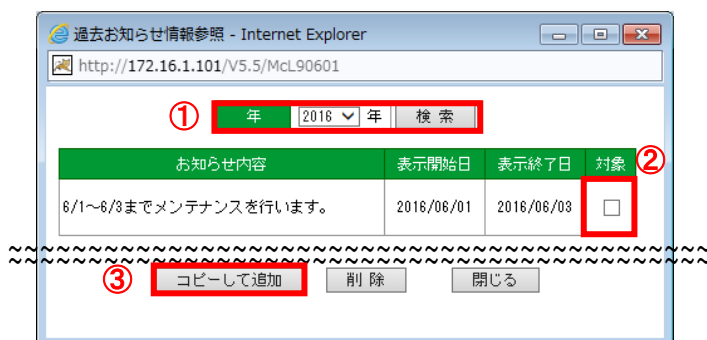 過去お知らせ情報参照 - Internet Explorer
http://172.16.1.101/V5.5/McL90601
① 年 2016 年 検 索
お知らせ内容 表示開始日 表示終了日 対象 ②
6/1～6/3までメンテナンスを行います。 2016/06/01 2016/06/03
③ コピーして追加 削 除 閉じる